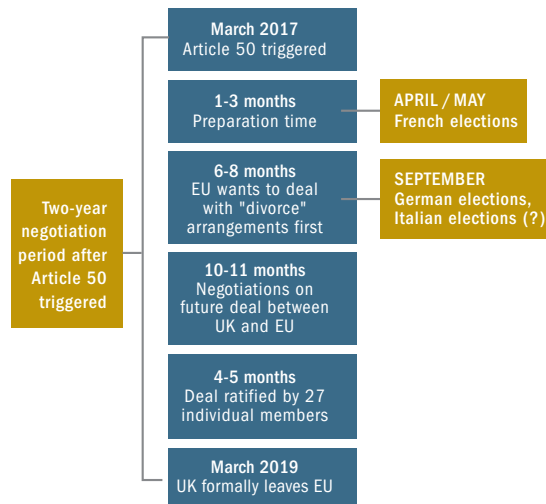 March 2017
Article 50 triggered
1-3 months
Preparation time
APRIL / MAY
French elections
6-8 months
EU wants to deal
with "divorce"
arrangements first
SEPTEMBER
German elections,
Italian elections (?)
Two-year
negotiation
period after
Article 50
triggered
10-11 months
Negotiations on
future deal between
UK and EU
4-5 months
Deal ratified by 27
individual members
March 2019
UK formally leaves EU